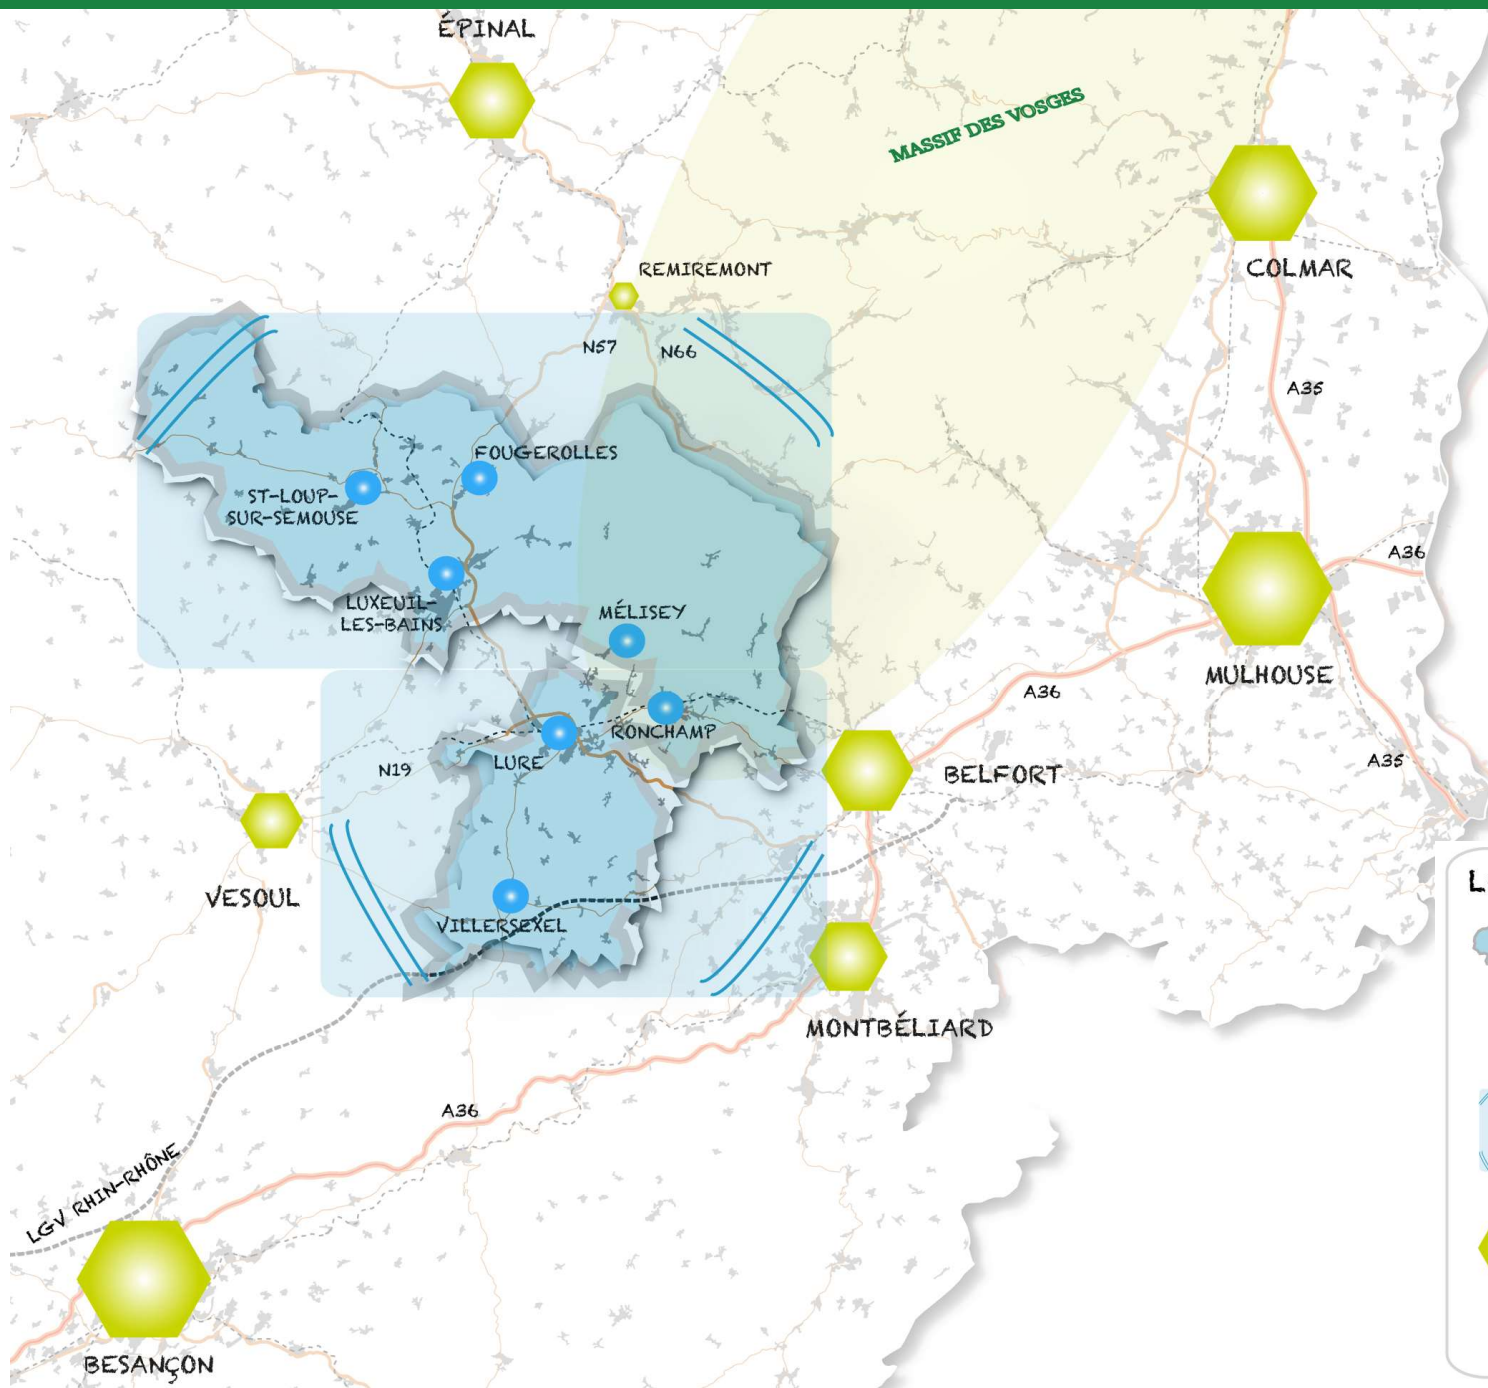 ÉPINAL
MASSIF DES VOSGES
REMIREMONT
COLMAR
N57
N66
A35
FOUGEROLLES
ST-LOUP-
SUR-SEMOUSE
A36
LUXEUIL-
LES-BAINS
MÉLISEY
MULHOUSE
A36
RONCHAMP
LURE
N19
BELFORT
A35
VESOUL
VILLERSEXEL
L
MONTBÉLIARD
A36
LGV RHIN-RHÔNE
BESANÇON